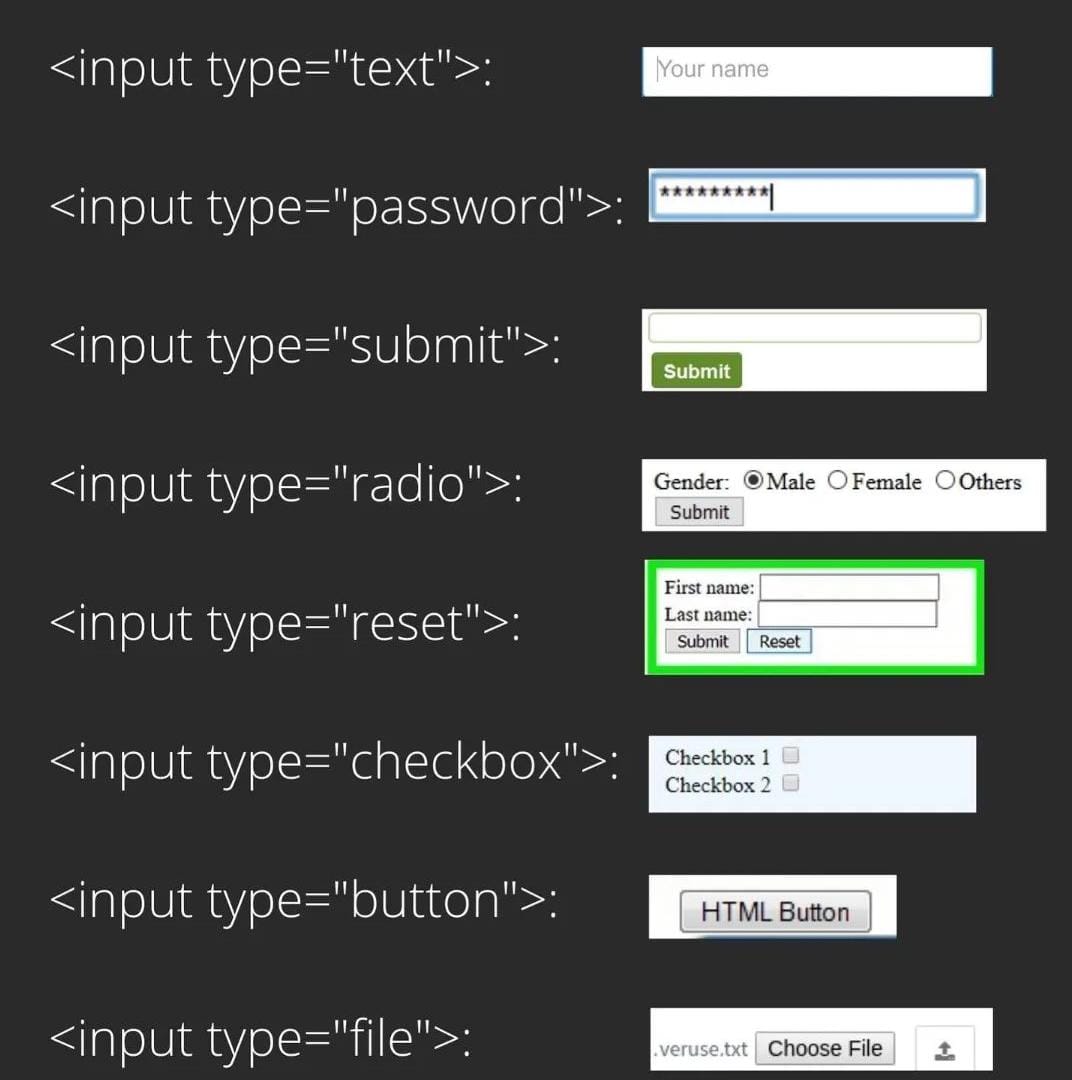 <input type="text">:
Your name
<input type="password">:
*********
<input type="submit">:
Submit
<input type="radio">:
Gender: Male Female Others
Submit
<input type="reset">:
First name:
Last name:
Submit Reset
<input type="checkbox">:
Checkbox 1
Checkbox 2
<input type="button">:
HTML Button
<input type="file">:
.veruse.txt Choose File